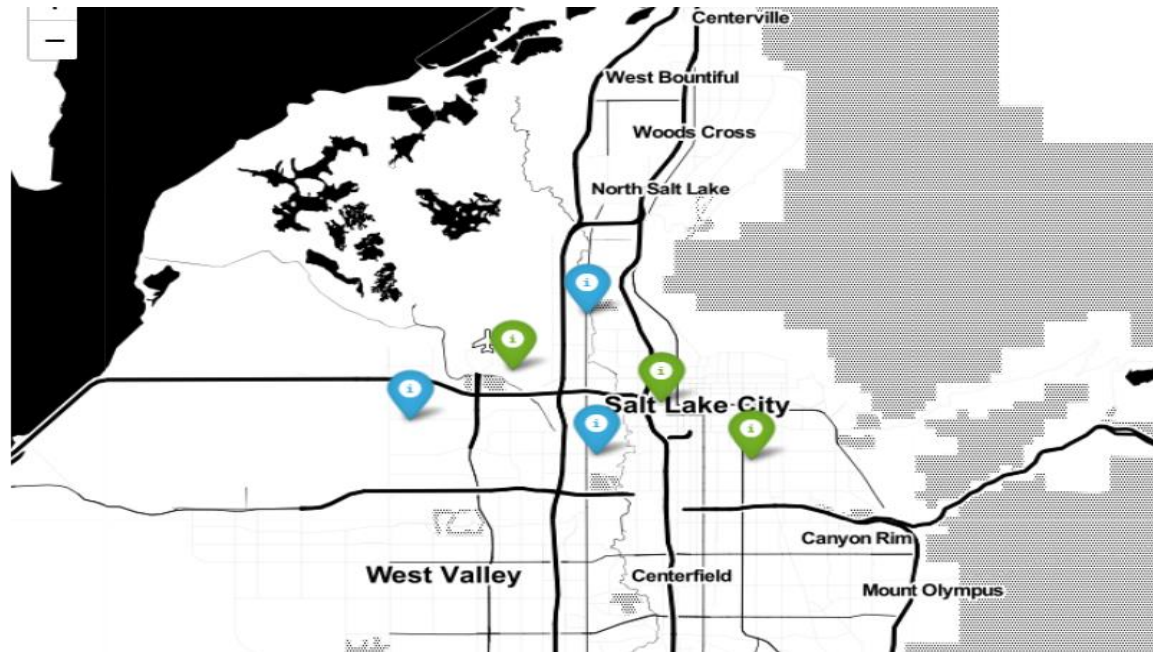 Centerville
West Bountiful
Woods Cross
North Salt Lake
i
i
i
i
Salt Lake City
i
i
Canyon Rim
West Valley
Centerfield
Mount Olympus